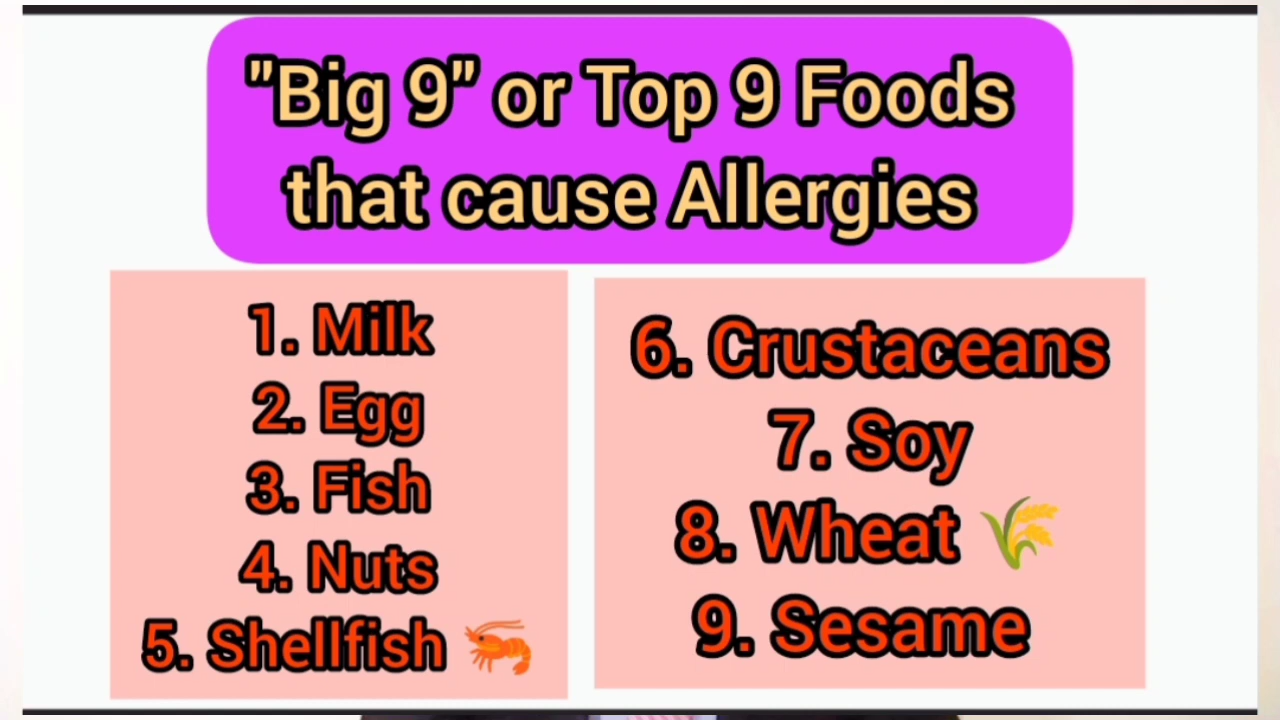 "Big 9" or Top 9 Foods
that cause Allergies
1. Milk
2. Egg
3. Fish
4. Nuts
5. Shellfish
6. Crustaceans
7. Soy
8. Wheat
9. Sesame